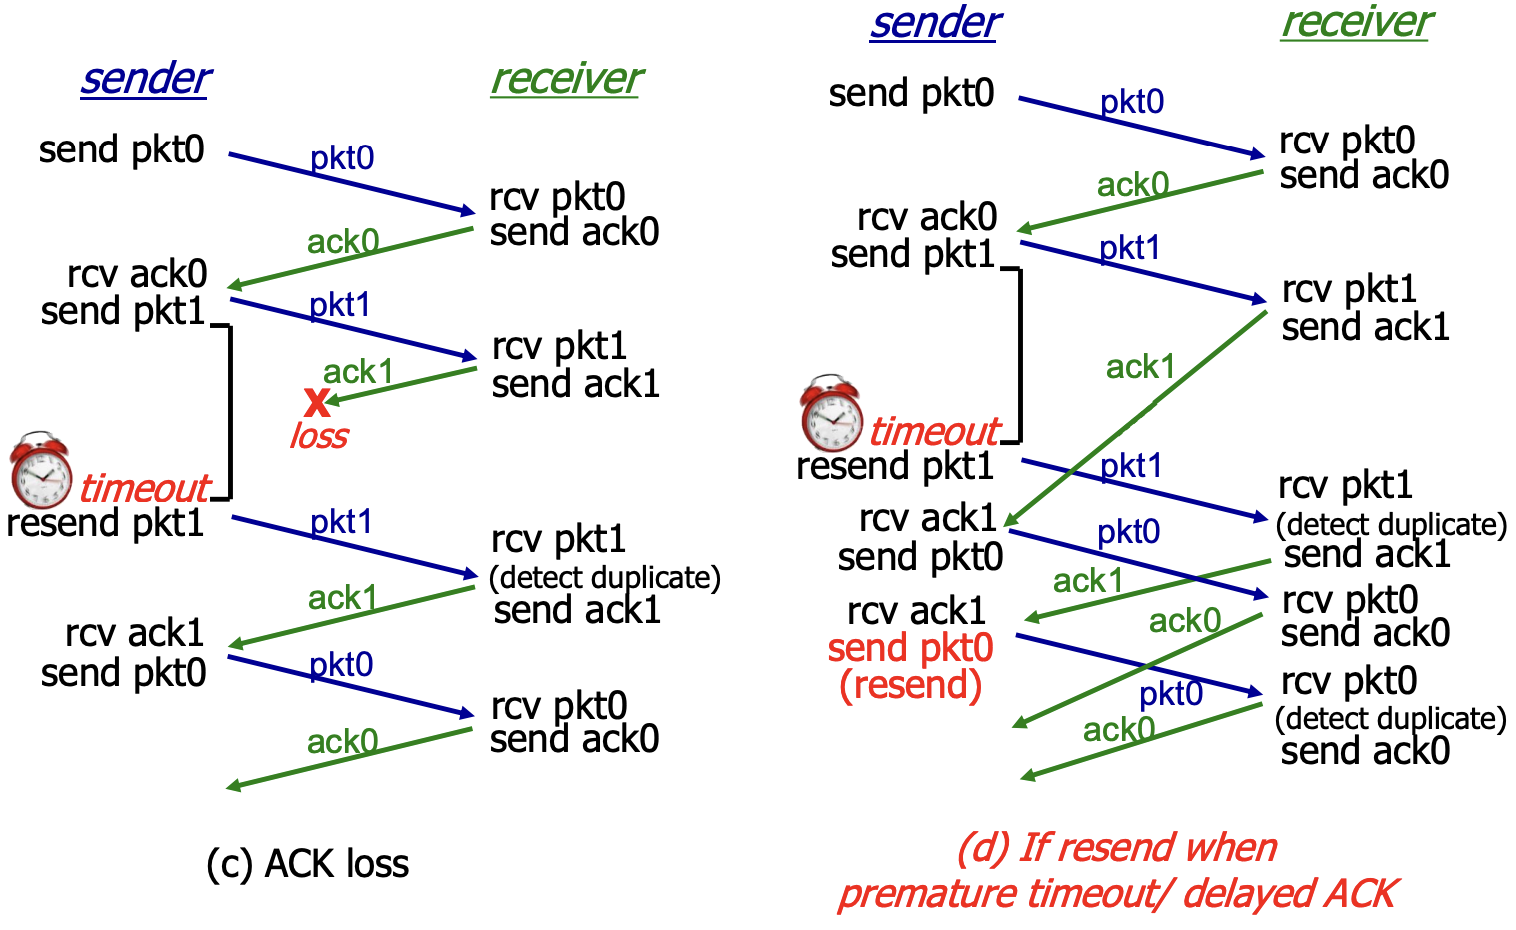 sender
receiver
send pkt0
pkt0
rcv pkt0
send ack0
ack0
rcv ack0
send pkt1
pkt1
rcv pkt1
send ack1
ack1
X
loss
timeout
resend pkt1
pkt1
rcv pkt1
(detect duplicate)
send ack1
ack1
rcv ack1
send pkt0
pkt0
rcv pkt0
send ack0
ack0
(c) ACK loss
sender
receiver
send pkt0
pkt0
rcv pkt0
send ack0
ack0
rcv ack0
send pkt1
pkt1
rcv pkt1
send ack1
ack1
timeout
resend pkt1
pkt1
rcv pkt1
(detect duplicate)
send ack1
rcv ack1
send pkt0
pkt0
ack1
rcv pkt0
send ack0
rcv ack1
send pkt0
(resend)
ack0
pkt0
rcv pkt0
(detect duplicate)
send ack0
ack0
(d) If resend when
premature timeout/ delayed ACK